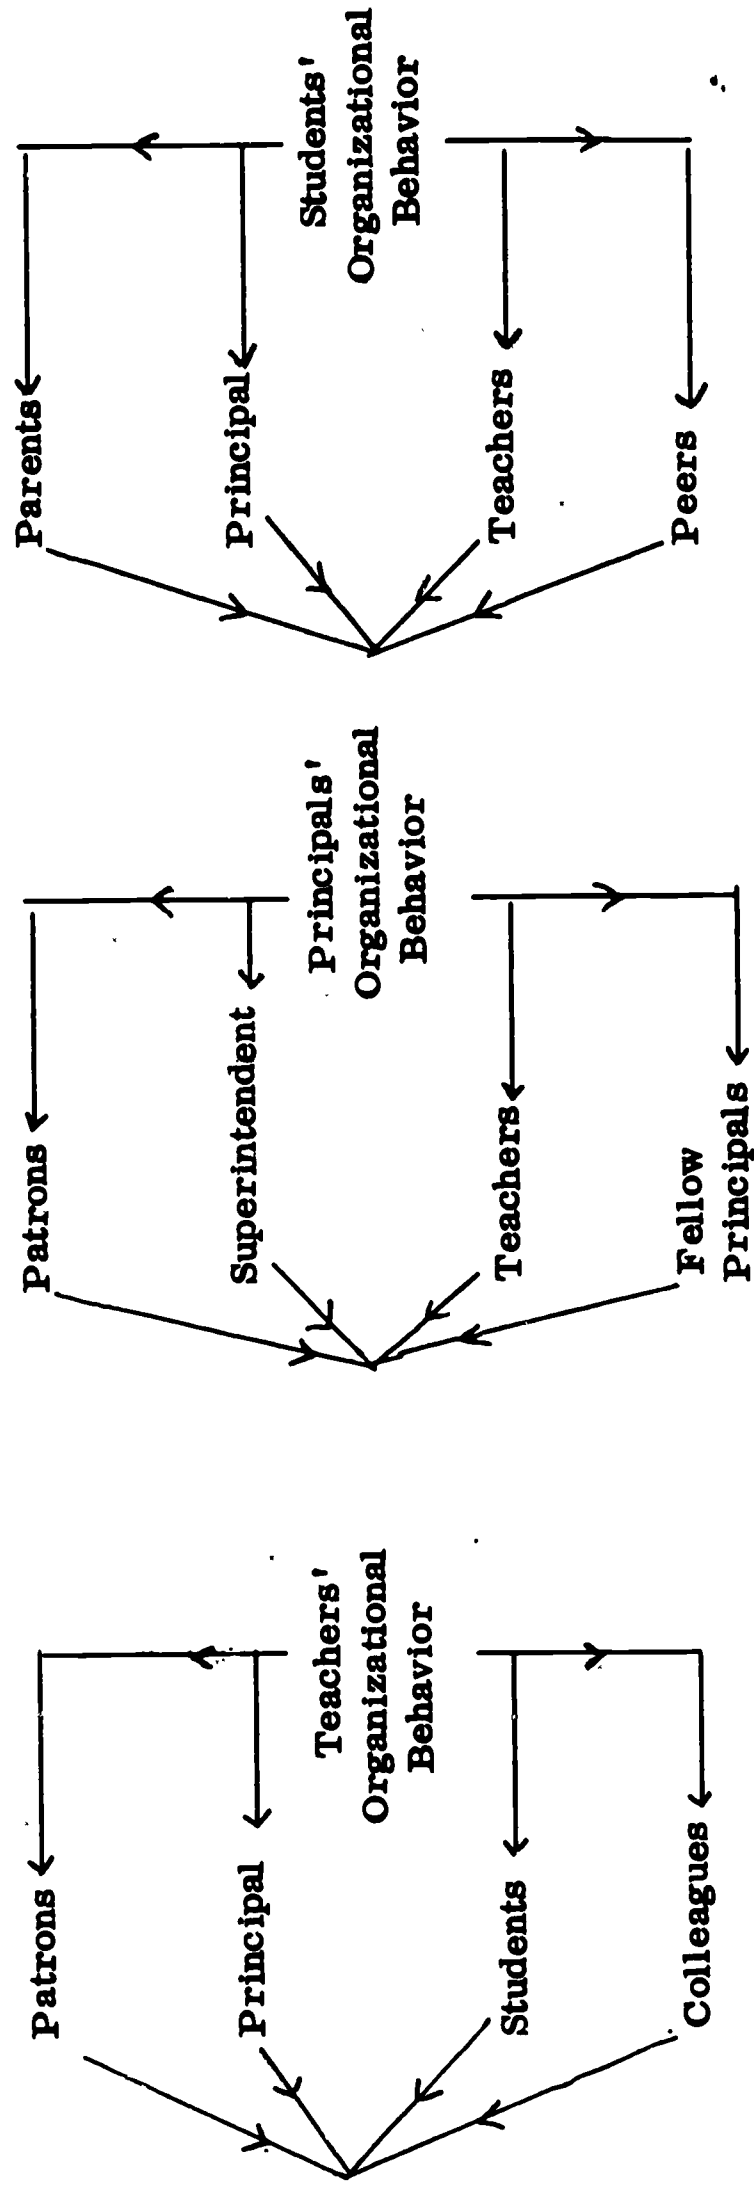 Patrons
Principal
Teachers'
Organizational
Behavior
Students
Colleagues
Patrons
Superintendent
Principals'
Organizational
Behavior
Teachers
Fellow
Principals
Parents
Principal
Students'
Organizational
Behavior
Teachers
Peers